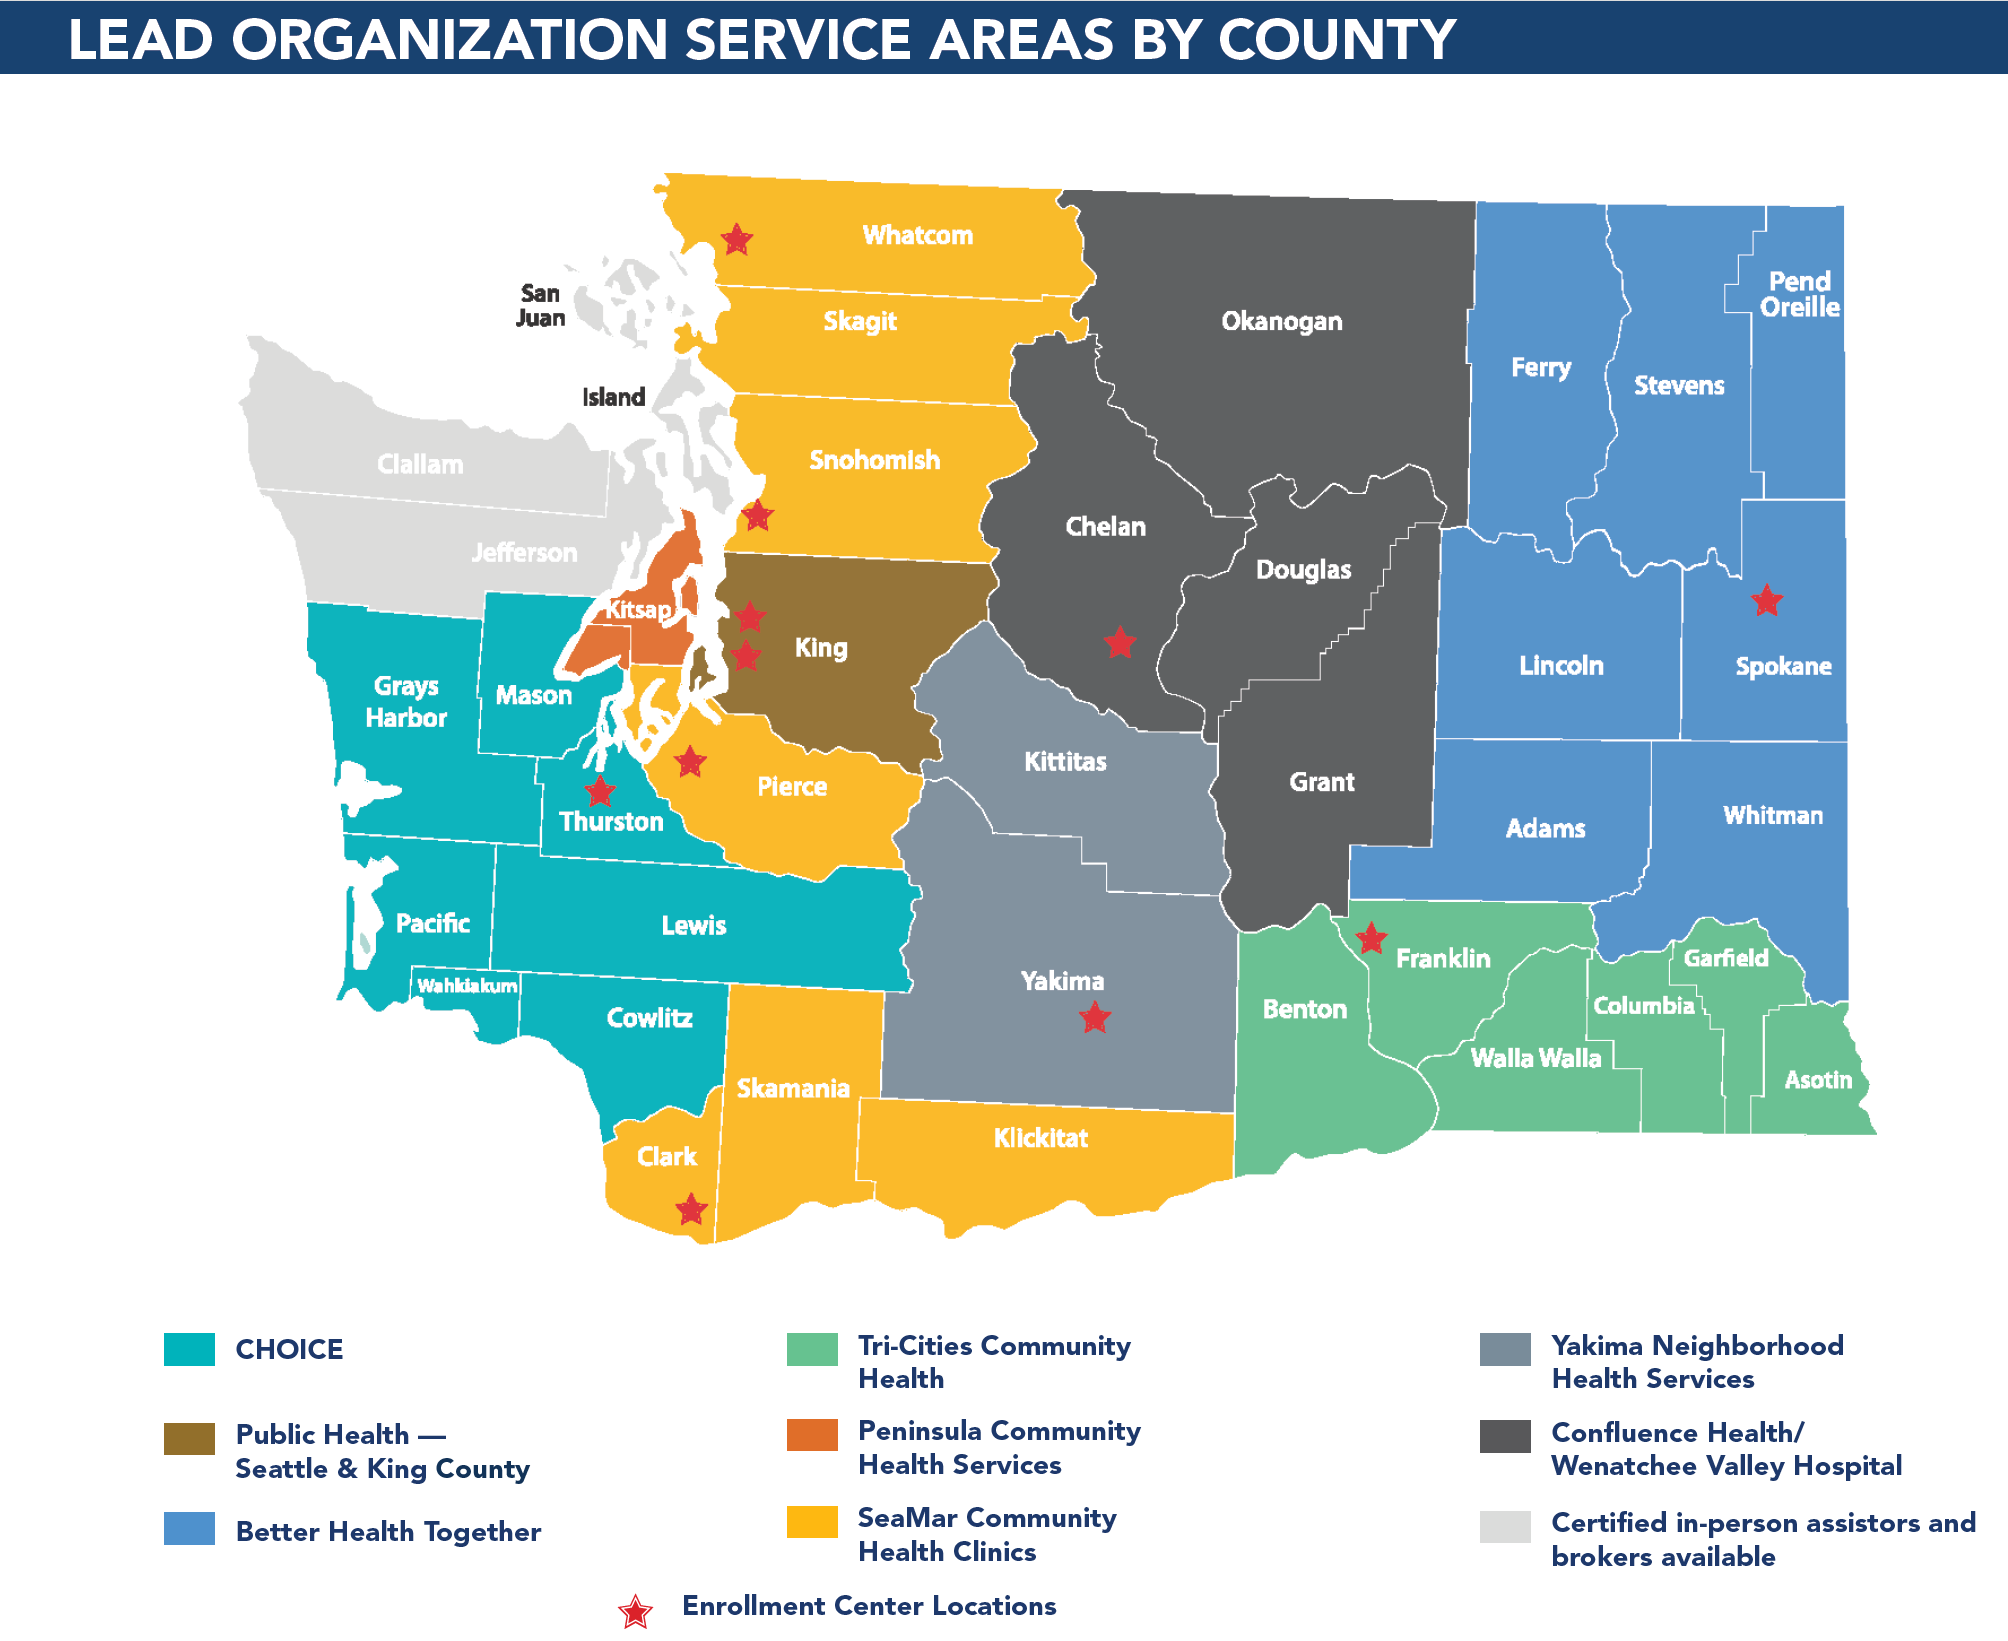 LEAD ORGANIZATION SERVICE AREAS BY COUNTY
Whatcom
San
Juan
Skagit
Okanogan
Pend
Oreille
Ferry
Stevens
Island
Clallam
Snohomish
Chelan
Jefferson
Douglas
Kitsap
King
Lincoln
Spokane
Grays
Harbor
Mason
Kittitas
Grant
Pierce
Thurston
Adams
Whitman
Pacific
Lewis
Yakima
Franklin
Garfield
Wahkiakum
Cowlitz
Benton
Columbia
Walla Walla
Asotin
Skamania
Klickitat
Clark
CHOICE
Public Health —
Seattle & King County
Better Health Together
Tri-Cities Community
Health
Peninsula Community
Health Services
SeaMar Community
Health Clinics
Yakima Neighborhood
Health Services
Confluence Health/
Wenatchee Valley Hospital
Certified in-person assistors and
brokers available
Enrollment Center Locations